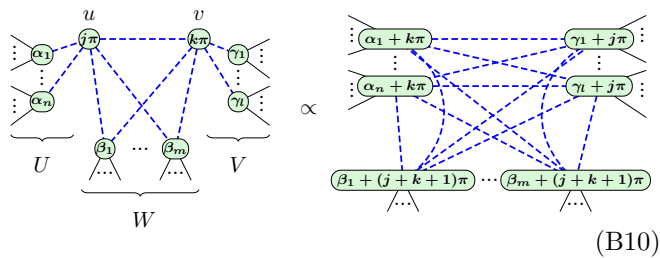 u v
jπ kπ
α₁ γ₁ α₁ + kπ γ₁ + jπ
⋮ ⋮ ⋮ ⋮ ⋮ ⋮ ⋮ ⋮
αₙ γₗ ∝ αₙ + kπ γₗ + jπ
β₁ ... βₘ
U V
... ... β₁ + (j + k + 1)π ... βₘ + (j + k + 1)π
W ... ...
(B10)